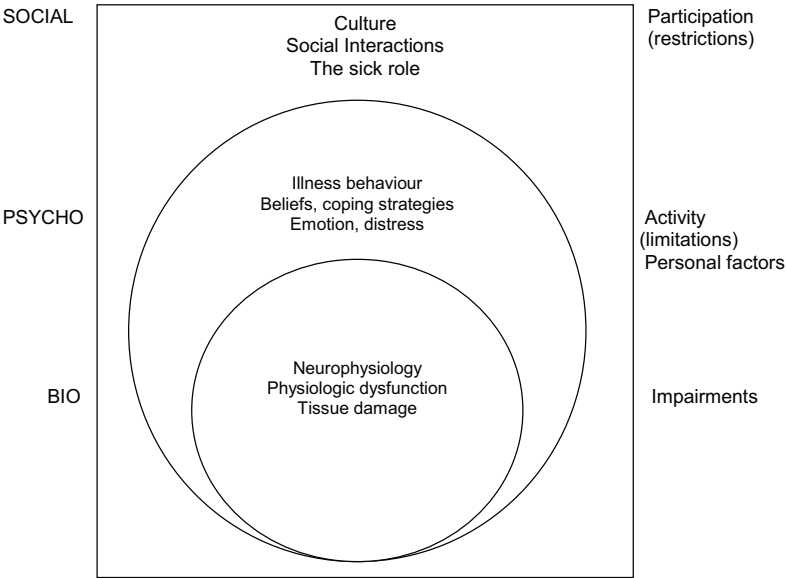 SOCIAL
Culture
Social Interactions
The sick role
Participation
(restrictions)
PSYCHO
Illness behaviour
Beliefs, coping strategies
Emotion, distress
Activity
(limitations)
Personal factors
BIO
Neurophysiology
Physiologic dysfunction
Tissue damage
Impairments